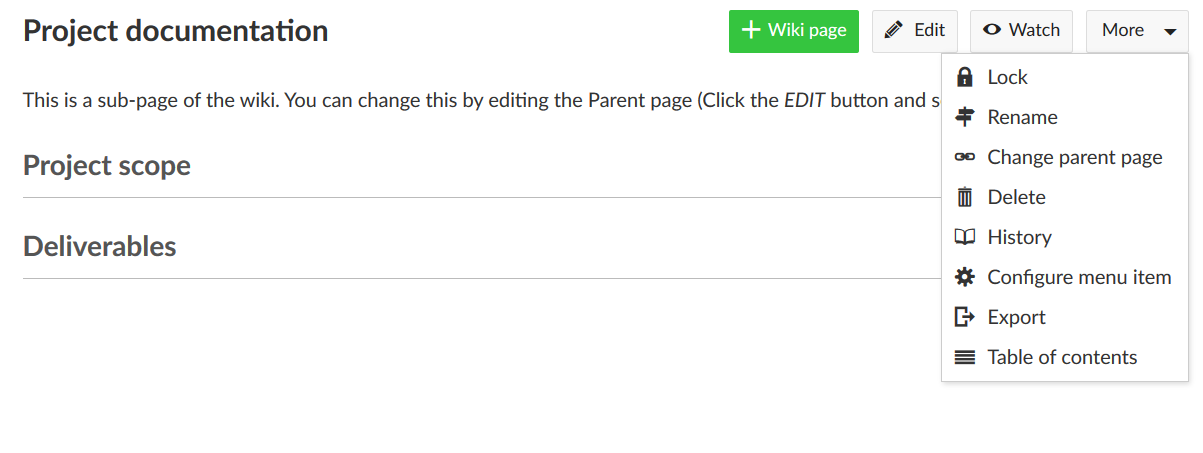 Project documentation
Wiki page
Edit
Watch
More
This is a sub-page of the wiki. You can change this by editing the Parent page (Click the EDIT button and
Project scope
Deliverables
Lock
Rename
Change parent page
Delete
History
Configure menu item
Export
Table of contents